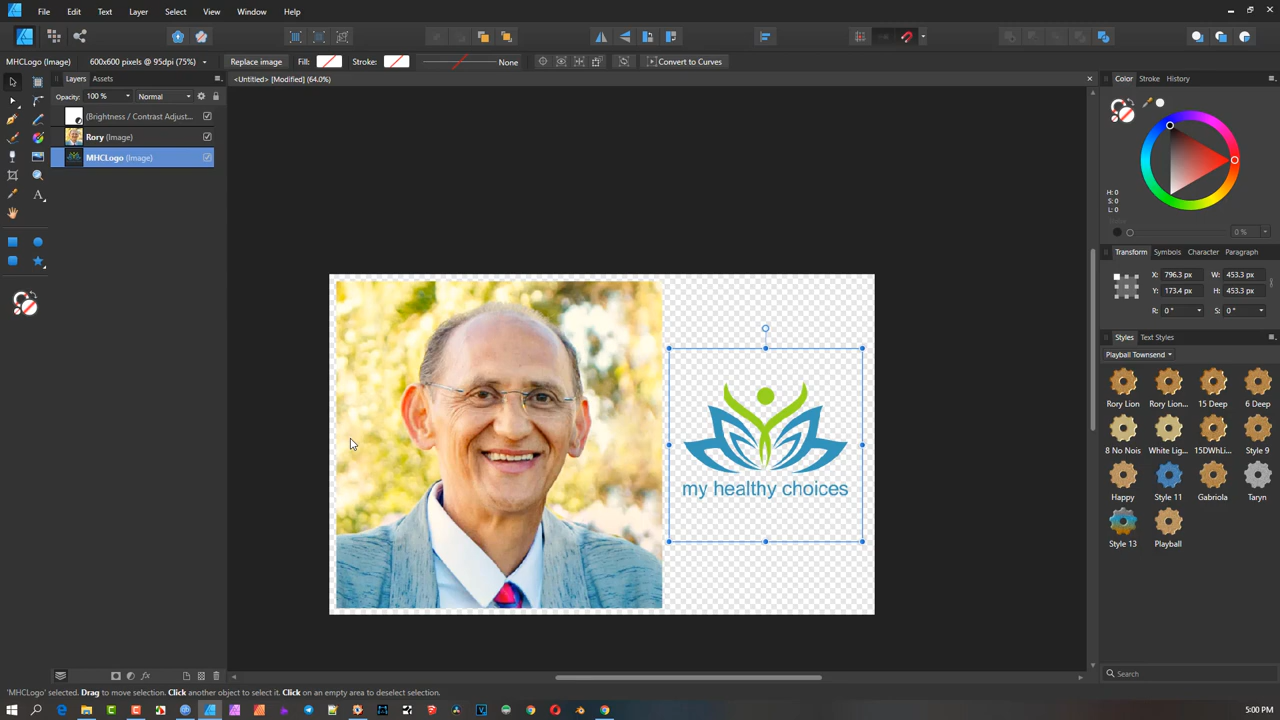 File Edit Text Layer Select View Window Help
MHCLogo (Image) 600x600 pixels @ 95dpi (75%) Replace image Fill: Stroke: None Convert to Curves
Layers Assets
<Untitled> [Modified] (64.0%)
Color Stroke History
Opacity: 100 % Normal
(Brightness / Contrast Adjust...
Rory (Image)
MHCLogo (Image)
H: 0
S: 0
L: 0
0 %
Transform Symbols Character Paragraph
X: 796.3 px W: 453.3 px
Y: 173.4 px H: 453.3 px
R: 0 ° S: 0 °
Styles Text Styles
Playball Townsend
Rory Lion Rory Lion... 15 Deep 6 Deep
8 No Nois White Lig... 15DWhLi... Style 9
Happy Style 11 Gabriola Taryn
Style 13 Playball
my healthy choices
fx
Search
'MHCLogo' selected. Drag to move selection. Click another object to select it. Click on an empty area to deselect selection.
5:00 PM